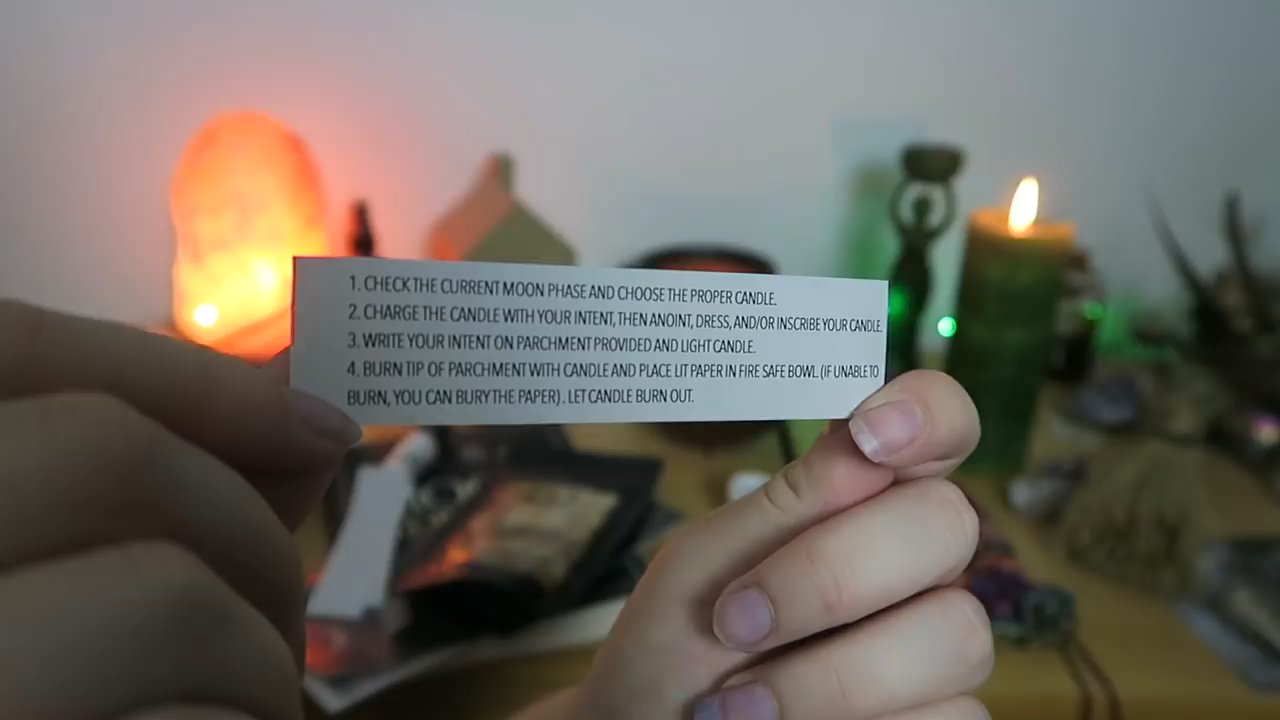 1. CHECK THE CURRENT MOON PHASE AND CHOOSE THE PROPER CANDLE.
2. CHARGE THE CANDLE WITH YOUR INTENT, THEN ANOINT, DRESS, AND/OR INSCRIBE YOUR CANDLE.
3. WRITE YOUR INTENT ON PARCHMENT PROVIDED AND LIGHT CANDLE.
4. BURN TIP OF PARCHMENT WITH CANDLE AND PLACE LIT PAPER IN FIRE SAFE BOWL. (IF UNABLE TO
BURN, YOU CAN BURY THE PAPER) . LET CANDLE BURN OUT.